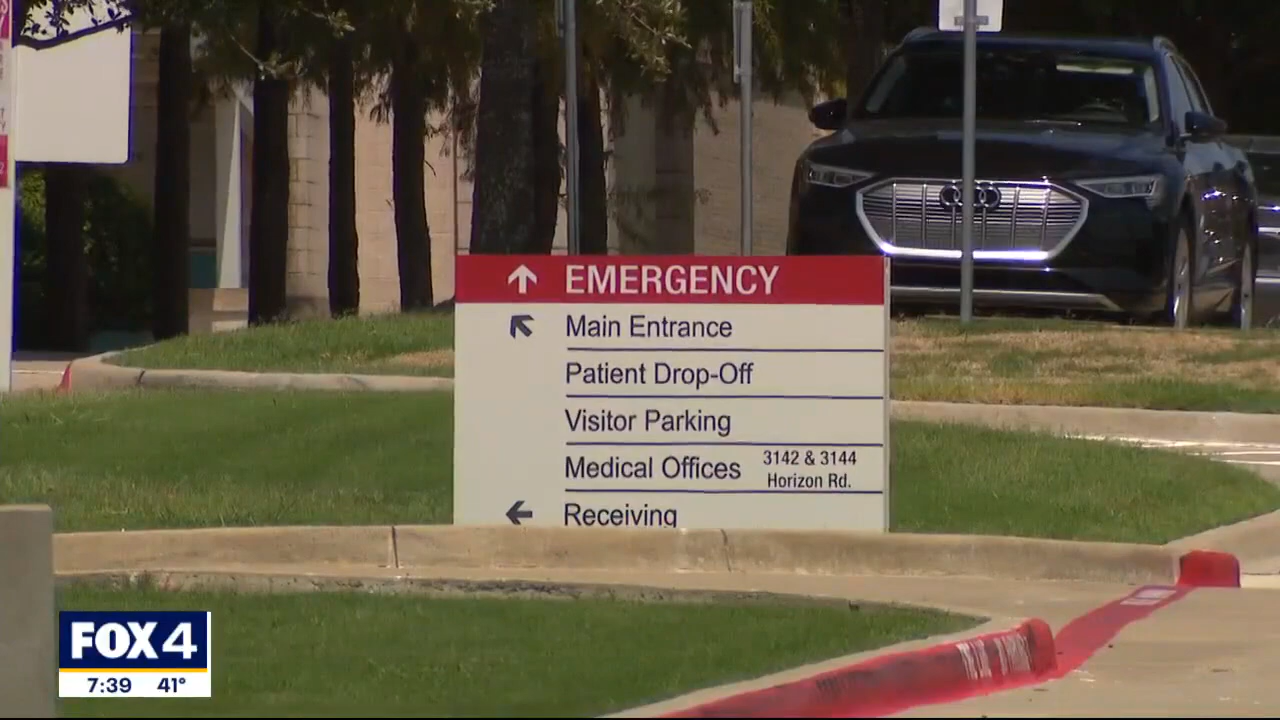 EMERGENCY
Main Entrance
Patient Drop-Off
Visitor Parking
Medical Offices 3142 & 3144
Horizon Rd.
Receiving
FOX 4
7:39 41°